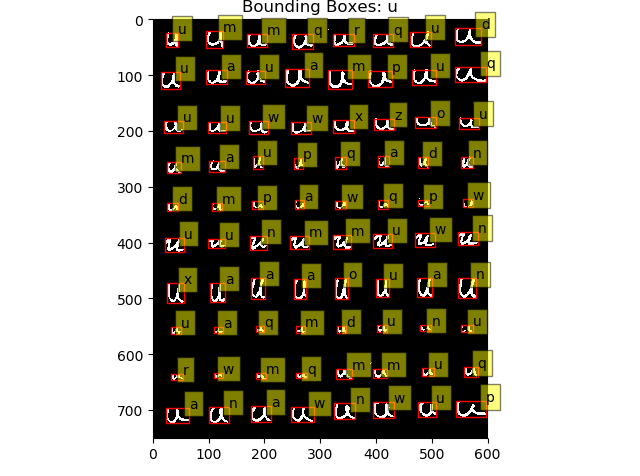 Bounding Boxes: u
0
u m m q r q u d
100
u a u a m p u q
200
u u w w x z o u
300
m a u p q a d n
d m p a w q p w
400
u u n m m u w n
500
x a a a o u a n
u a q m d u n u
600
r w m q m m u q
700
a n a w n w u p
0 100 200 300 400 500 600